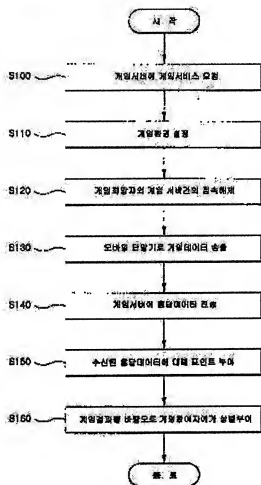 시 작
S100 게임서버에 게임서비스 요청
S110 게임환경 설정
S120 게임희망자와 게임 서버간의 접속해제
S130 모바일 단말기로 게임데이터 송출
S140 게임서버에 응답데이터 전송
S150 수신된 응답데이터에 대해 포인트 부여
S160 게임결과를 바탕으로 게임참여자에게 상품부여
종 료